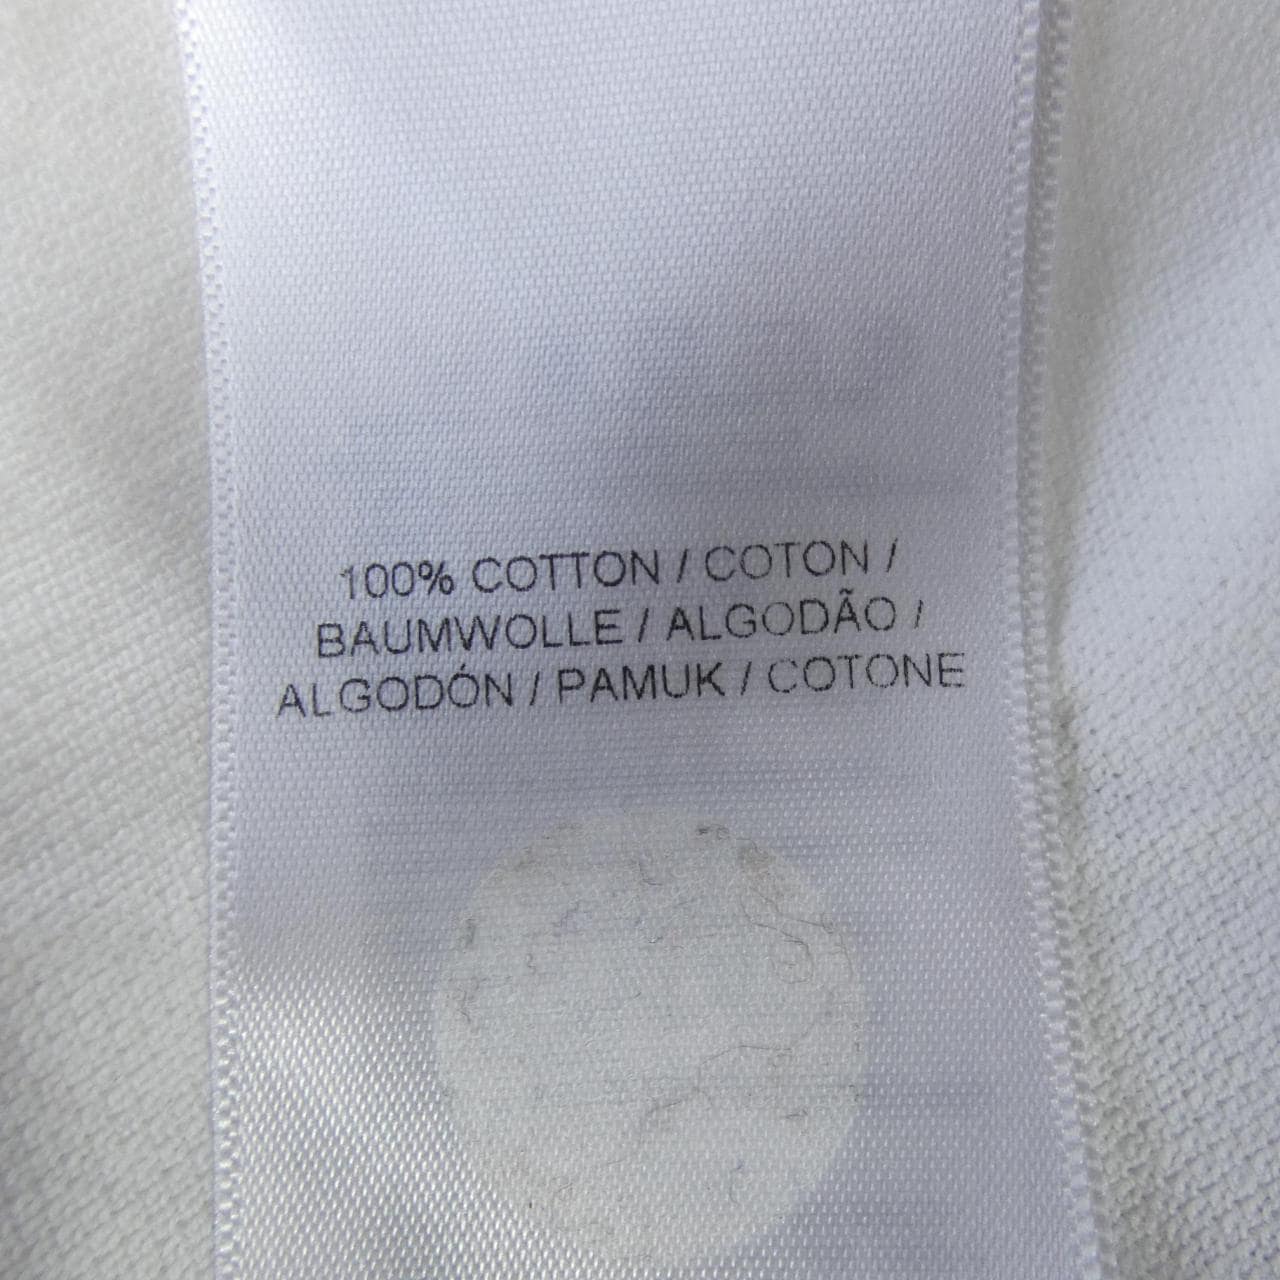 100% COTTON / COTON /
BAUMWOLLE / ALGODÃO /
ALGODÓN / PAMUK / COTONE